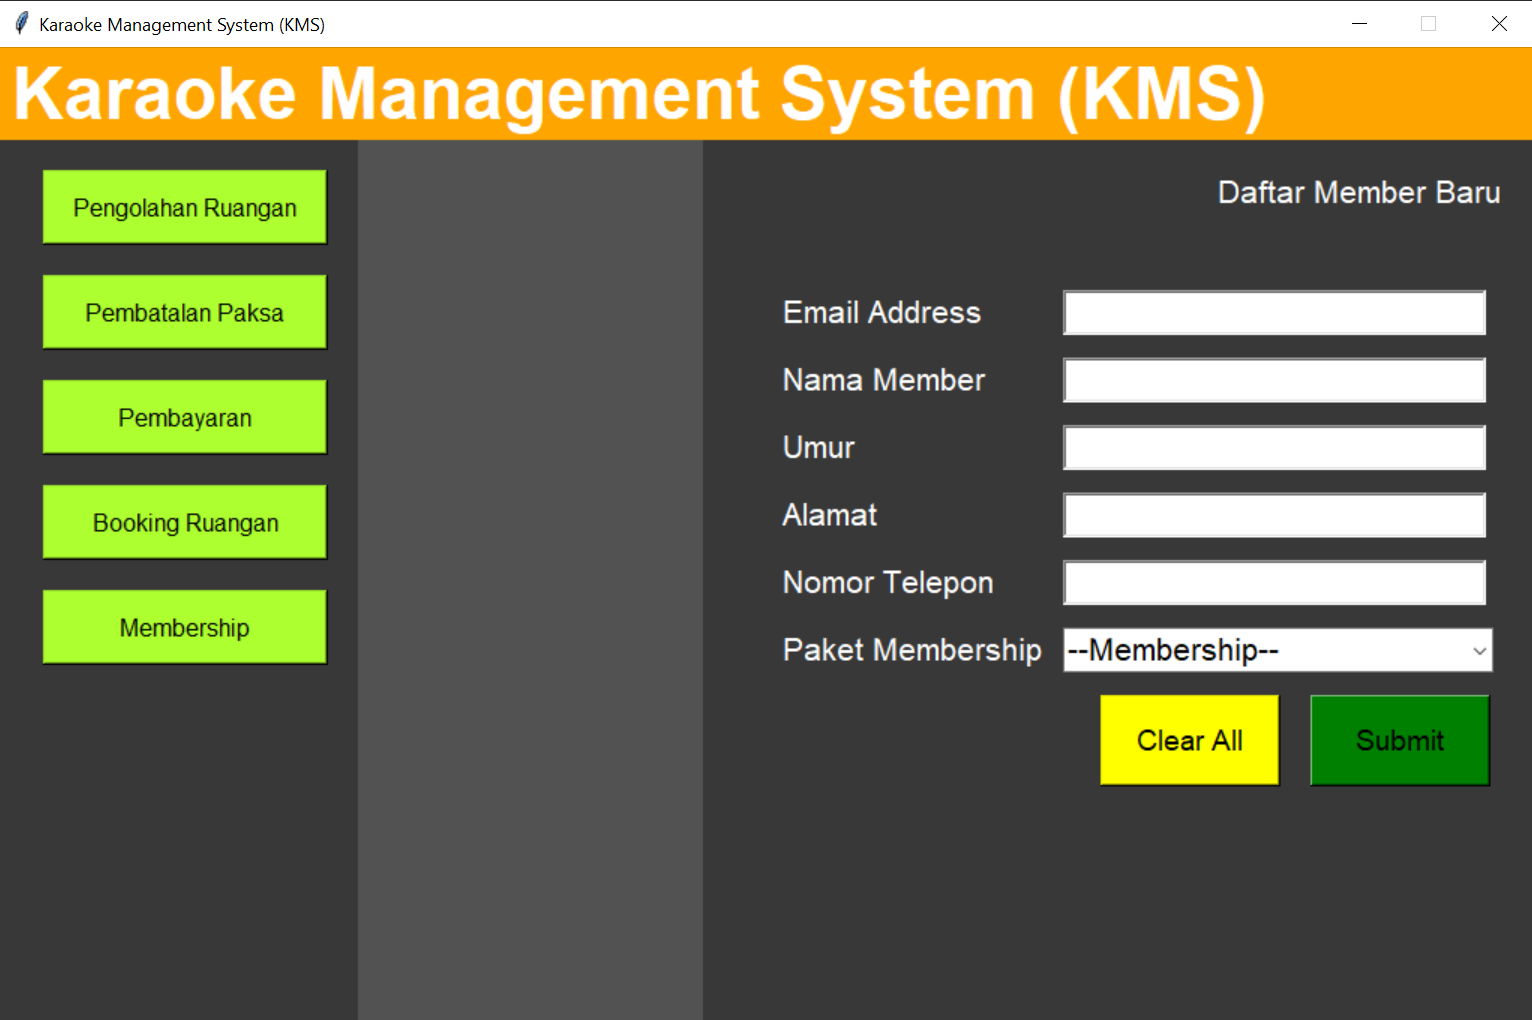 Karaoke Management System (KMS)
Karaoke Management System (KMS)
Pengolahan Ruangan
Pembatalan Paksa
Pembayaran
Booking Ruangan
Membership
Daftar Member Baru
Email Address
Nama Member
Umur
Alamat
Nomor Telepon
Paket Membership
--Membership--
Clear All
Submit